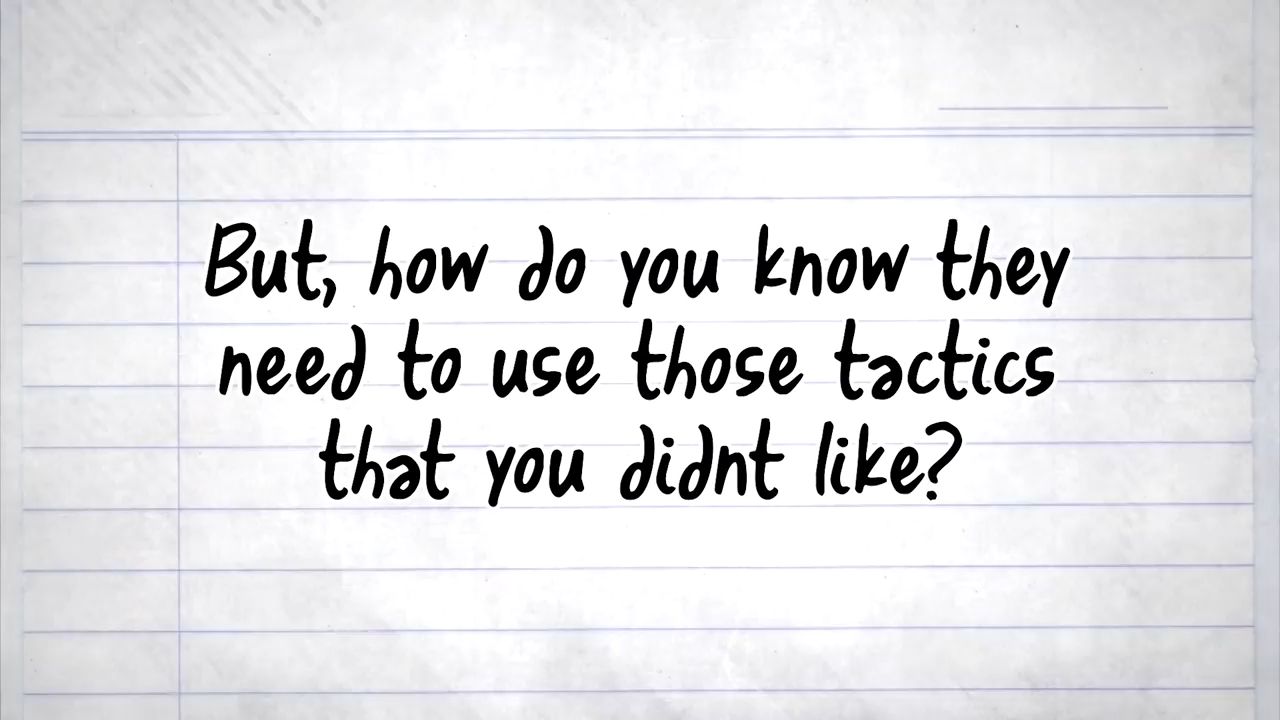 But, how do you know they
need to use those tactics
that you didnt like?